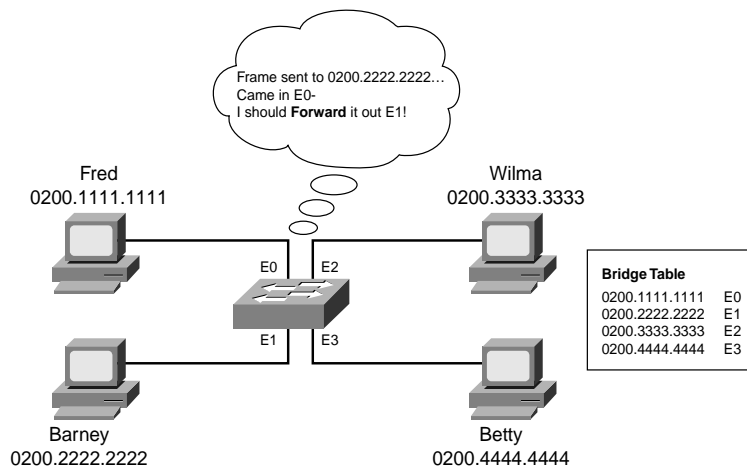 Frame sent to 0200.2222.2222…
Came in E0-
I should Forward it out E1!
Fred
0200.1111.1111
Wilma
0200.3333.3333
E0
E2
E1
E3
Bridge Table
0200.1111.1111 E0
0200.2222.2222 E1
0200.3333.3333 E2
0200.4444.4444 E3
Barney
0200.2222.2222
Betty
0200.4444.4444